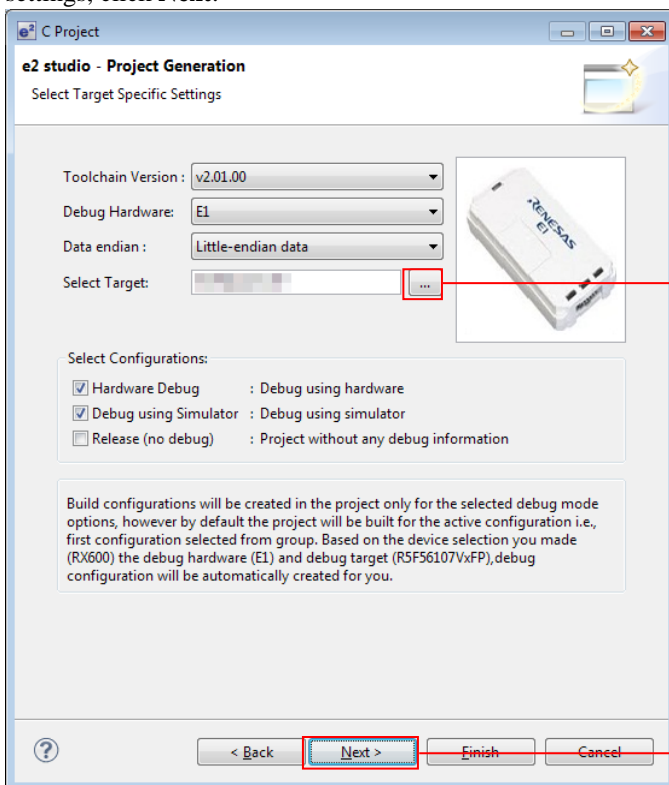 settings, click Next.
e² C Project
e2 studio - Project Generation
Select Target Specific Settings
Toolchain Version : v2.01.00
Debug Hardware: E1
Data endian : Little-endian data
Select Target: ...
RENESAS
E1
Select Configurations:
Hardware Debug : Debug using hardware
Debug using Simulator : Debug using simulator
Release (no debug) : Project without any debug information
Build configurations will be created in the project only for the selected debug mode
options, however by default the project will be built for the active configuration i.e.,
first configuration selected from group. Based on the device selection you made
(RX600) the debug hardware (E1) and debug target (R5F56107VxFP),debug
configuration will be automatically created for you.
? < Back Next > Finish Cancel